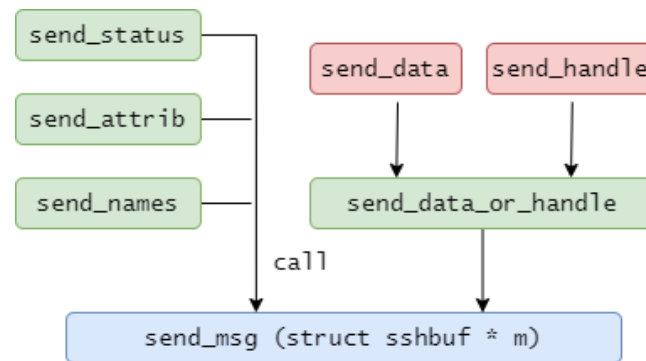 send_status
send_data
send_handle
send_attrib
send_names
send_data_or_handle
call
send_msg (struct sshbuf * m)